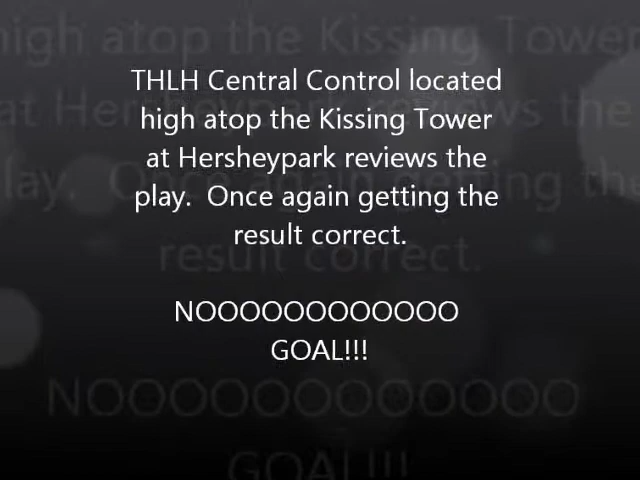 THLH Central Control located
high atop the Kissing Tower
at Hersheypark reviews the
play.  Once again getting the
result correct.
NOOOOOOOOOOOO
GOAL!!!